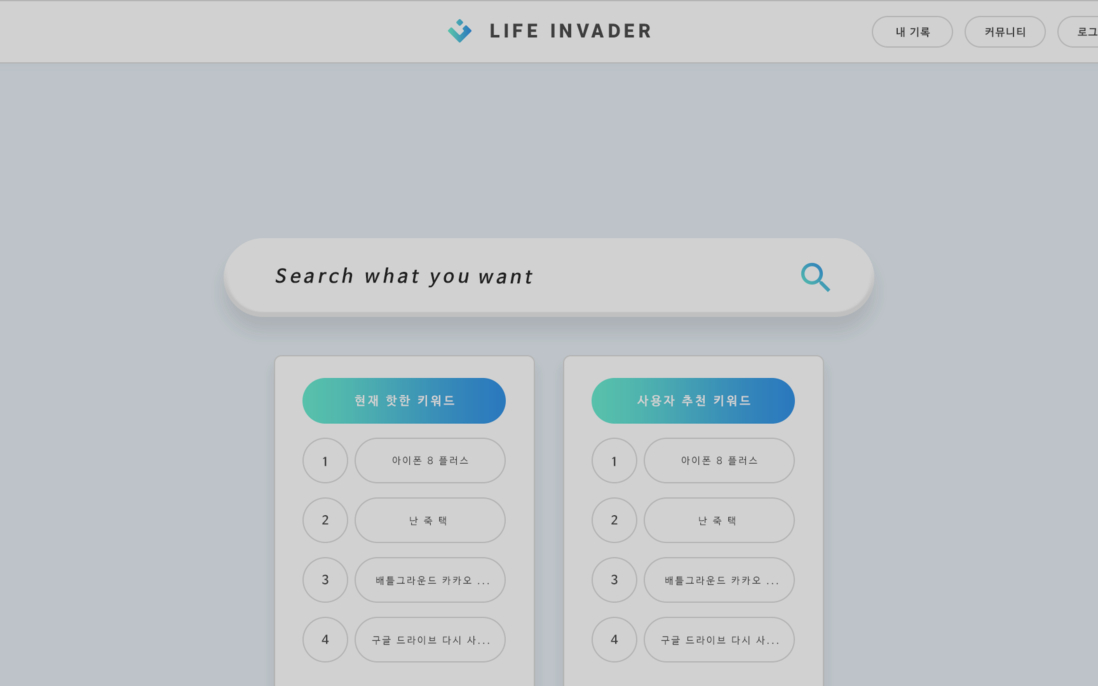 LIFE INVADER
내 기록
커뮤니티
로그
Search what you want
현재 핫한 키워드
1 아이폰 8 플러스
2 난 죽 택
3 배틀그라운드 카카오 ...
4 구글 드라이브 다시 사...
사용자 추천 키워드
1 아이폰 8 플러스
2 난 죽 택
3 배틀그라운드 카카오 ...
4 구글 드라이브 다시 사...